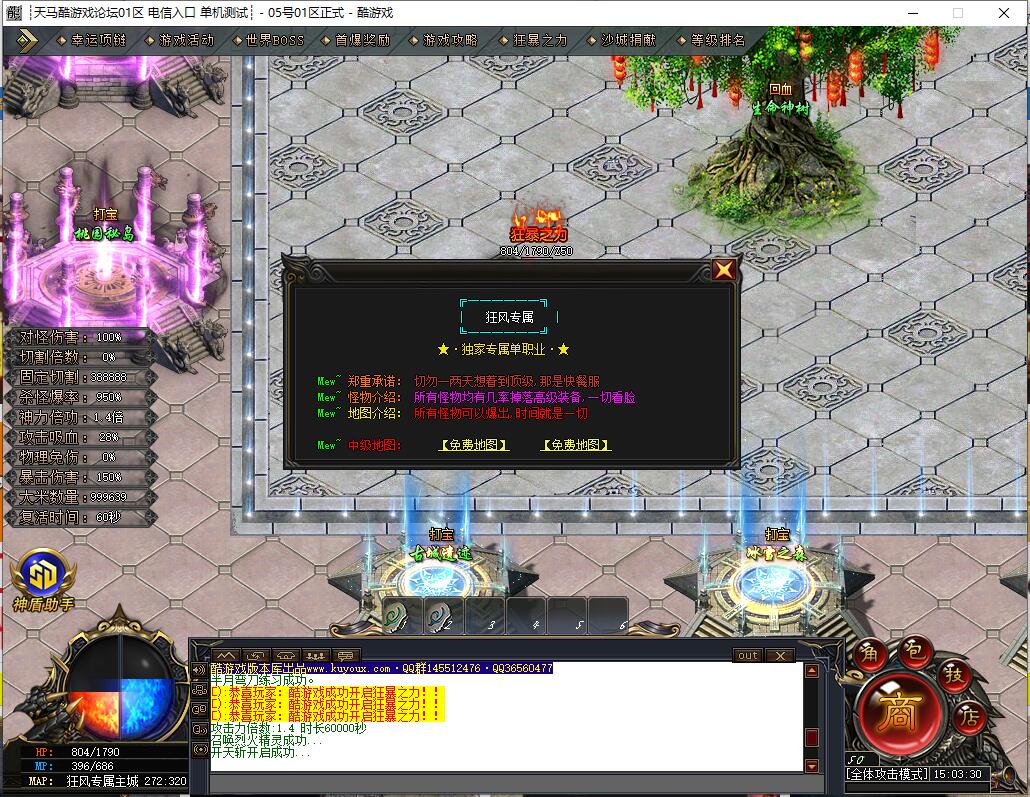 天马酷游戏论坛01区 电信入口 单机测试 - 05号01区正式 - 酷游戏
幸运项链 游戏活动 世界BOSS 首爆奖励 游戏攻略 狂暴之力 沙城捐献 等级排名
回血
生命神树
打宝
桃园秘岛
狂暴之力
804/1790/Z50
狂风专属
★·独家专属单职业·★
Mew~ 郑重承诺: 切勿一两天想着到顶级,那是快餐服
Mew~ 怪物介绍: 所有怪物均有几率掉落高级装备,一切看脸
Mew~ 地图介绍: 所有怪物可以爆出,时间就是一切
Mew~ 中级地图: 【免费地图】 【免费地图】
对怪伤害: 100%
切割倍数: 0%
固定切割: 388888
杀怪爆率: 950%
神力倍功: 1.4倍
攻击吸血: 28%
物理免伤: 0%
暴击伤害: 150%
大米数量: 999639
复活时间: 60秒
打宝
古城遗迹
打宝
冰雪之森
神盾助手
1 2 3 4 5 6
out
酷游戏版本库出品www.kuyoux.com·QQ群145512476·QQ36560477
半月弯刀练习成功。
(L):恭喜玩家: 酷游戏成功开启狂暴之力!!
(L):恭喜玩家: 酷游戏成功开启狂暴之力!!
(L):恭喜玩家: 酷游戏成功开启狂暴之力!!
攻击力倍数:1.4 时长60000秒
召唤烈火精灵成功...
开天斩开启成功...
角 包 技 店
商
HP: 804/1790
MP: 396/686
MAP: 狂风专属主城 272:320
50
[全体攻击模式] 15:03:30